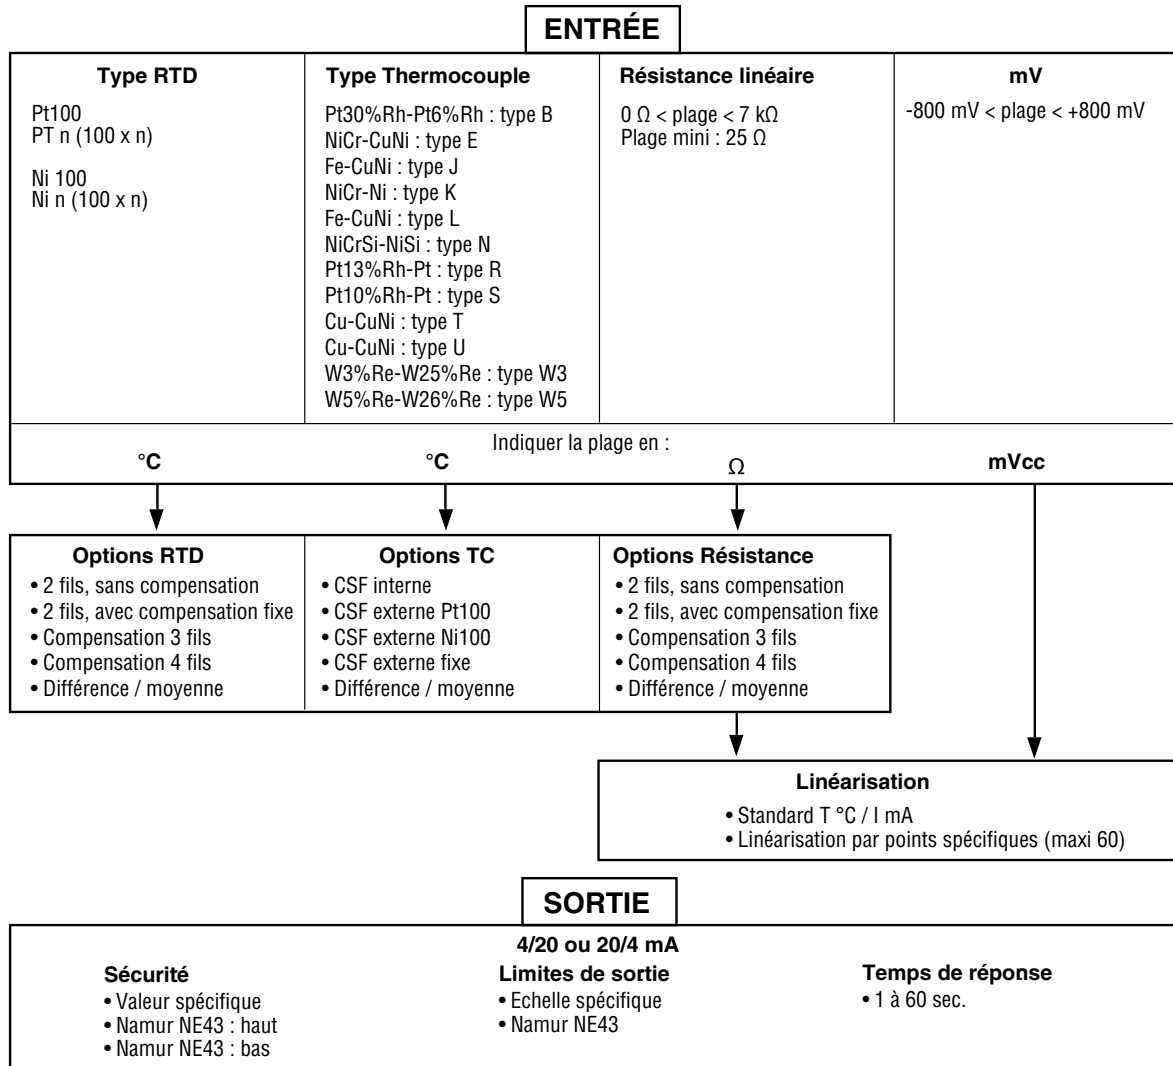 ENTRÉE
Type RTD
Pt100
PT n (100 x n)
Ni 100
Ni n (100 x n)
Type Thermocouple
Pt30%Rh-Pt6%Rh : type B
NiCr-CuNi : type E
Fe-CuNi : type J
NiCr-Ni : type K
Fe-CuNi : type L
NiCrSi-NiSi : type N
Pt13%Rh-Pt : type R
Pt10%Rh-Pt : type S
Cu-CuNi : type T
Cu-CuNi : type U
W3%Re-W25%Re : type W3
W5%Re-W26%Re : type W5
Résistance linéaire
0 Ω < plage < 7 kΩ
Plage mini : 25 Ω
mV
-800 mV < plage < +800 mV
Indiquer la plage en :
°C
°C
Ω
mVcc
Options RTD
• 2 fils, sans compensation
• 2 fils, avec compensation fixe
• Compensation 3 fils
• Compensation 4 fils
• Différence / moyenne
Options TC
• CSF interne
• CSF externe Pt100
• CSF externe Ni100
• CSF externe fixe
• Différence / moyenne
Options Résistance
• 2 fils, sans compensation
• 2 fils, avec compensation fixe
• Compensation 3 fils
• Compensation 4 fils
• Différence / moyenne
Linéarisation
• Standard T °C / I mA
• Linéarisation par points spécifiques (maxi 60)
SORTIE
4/20 ou 20/4 mA
Sécurité
• Valeur spécifique
• Namur NE43 : haut
• Namur NE43 : bas
Limites de sortie
• Echelle spécifique
• Namur NE43
Temps de réponse
• 1 à 60 sec.